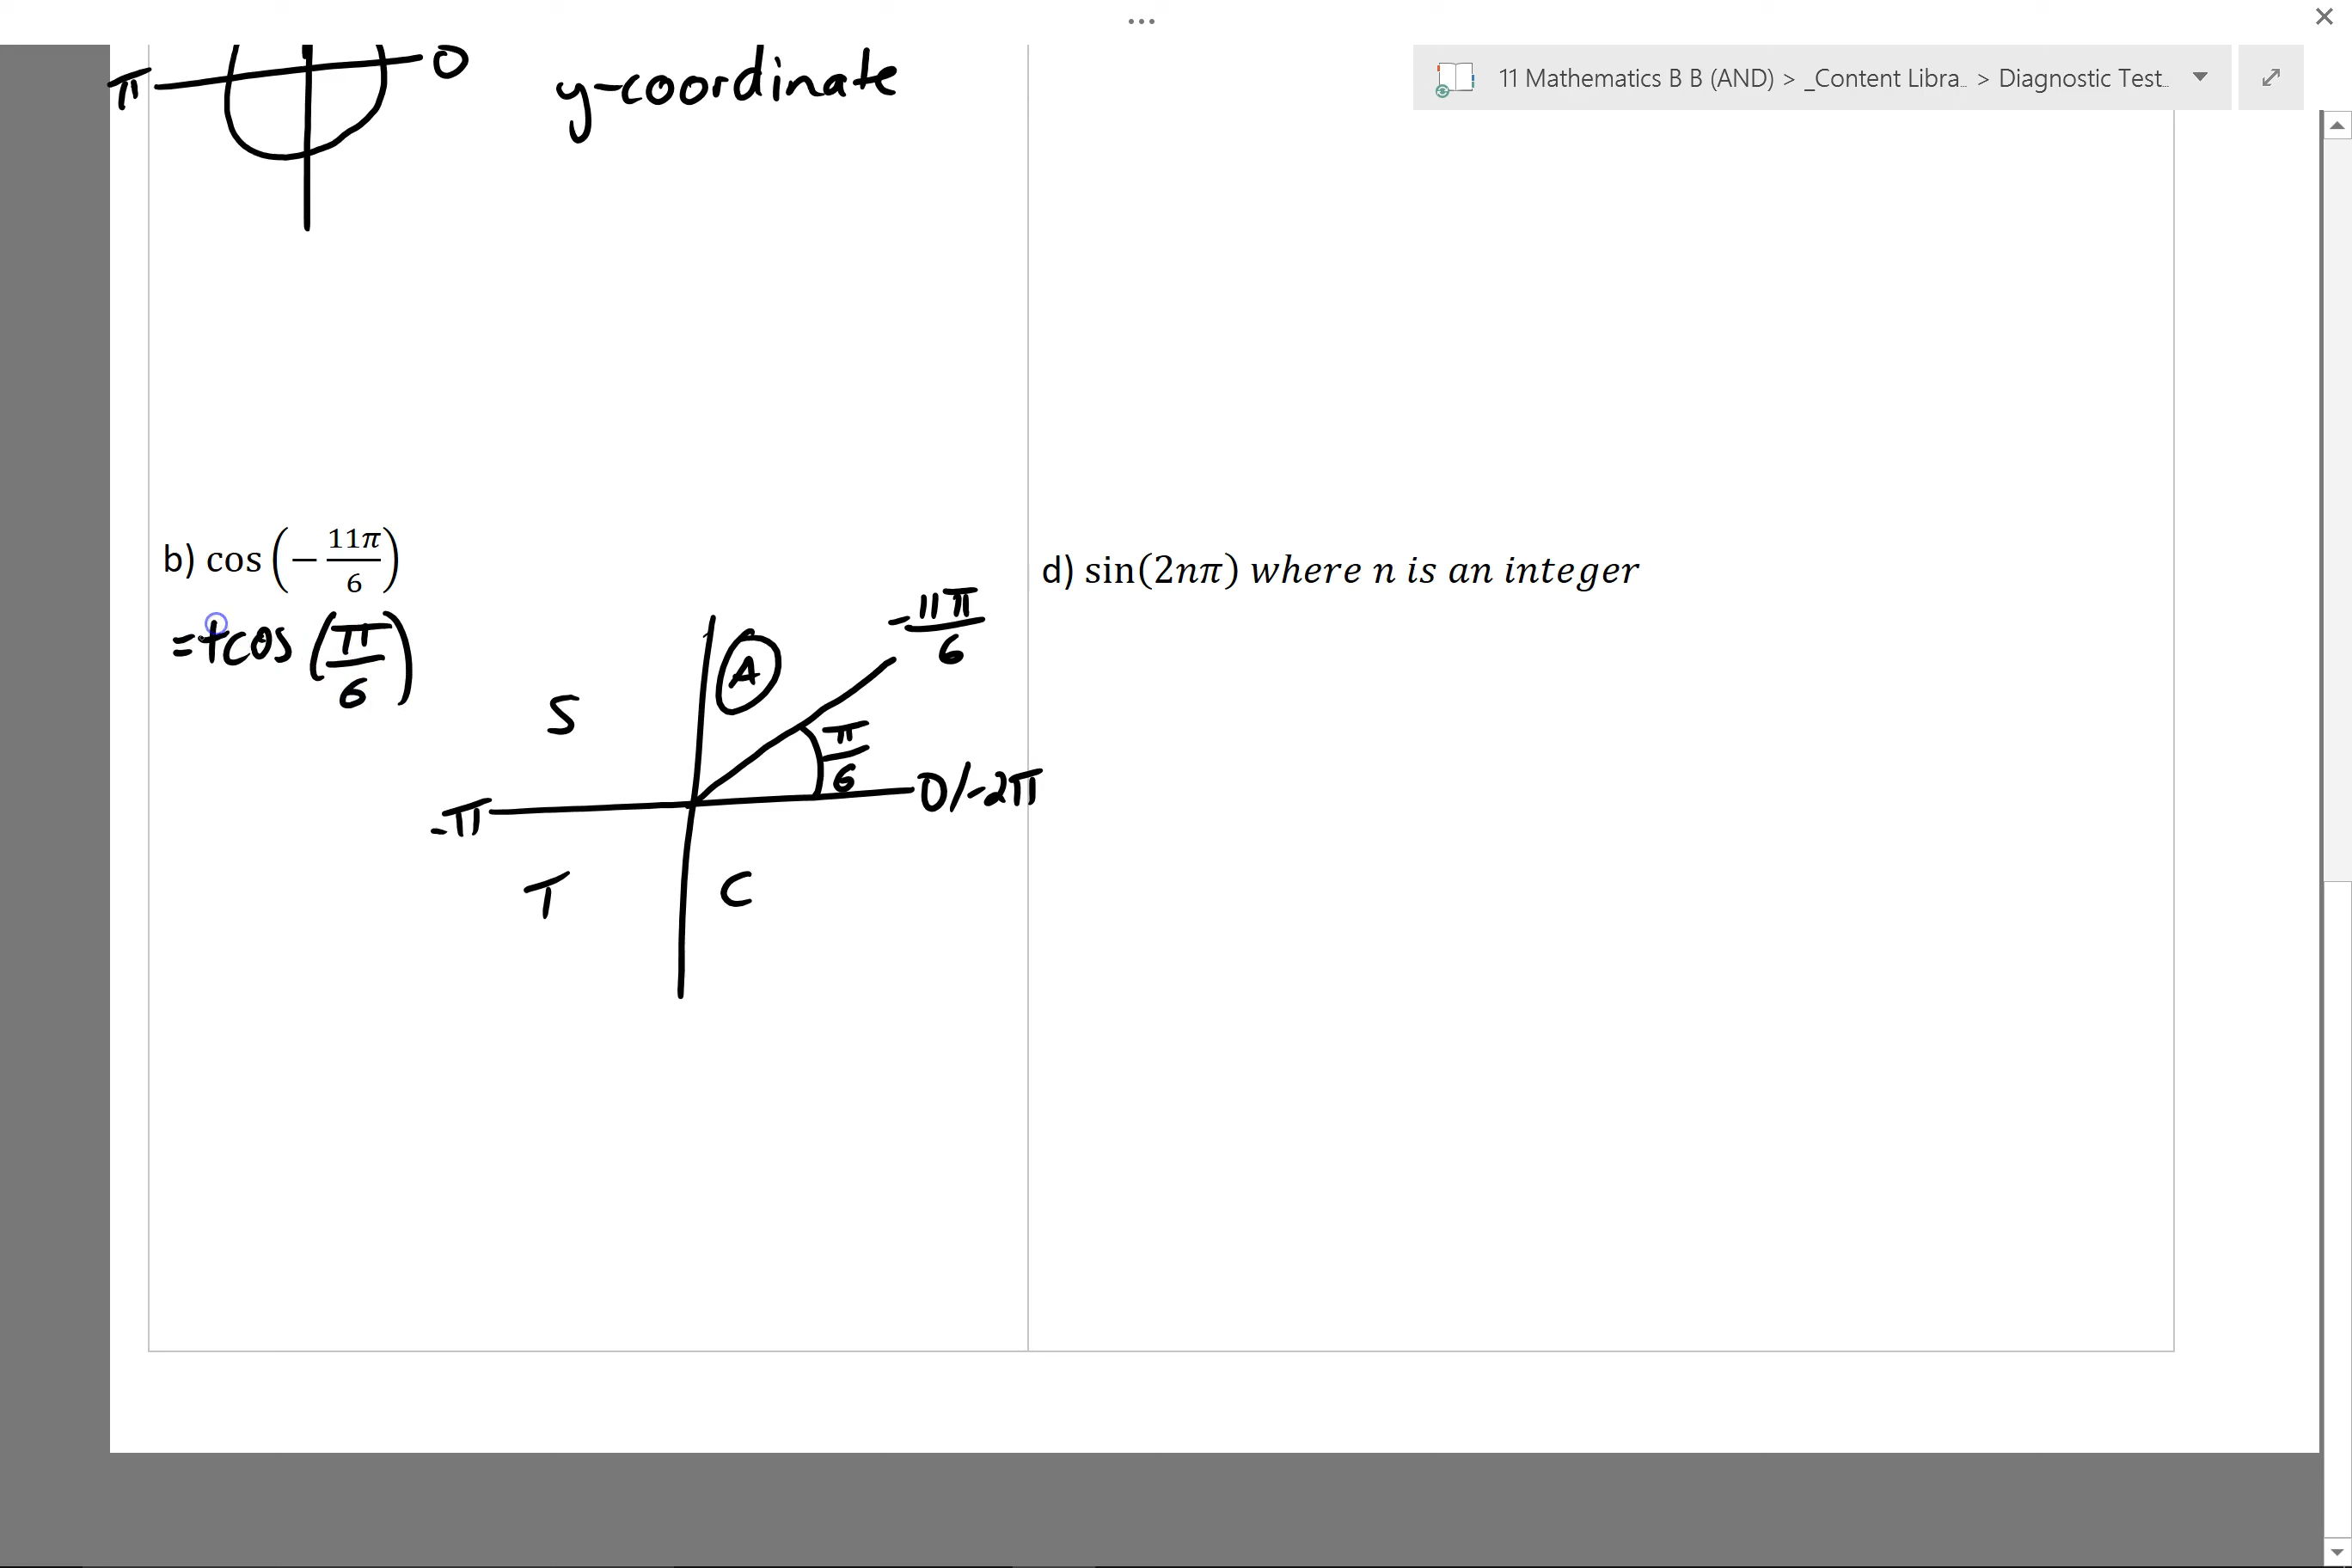 ...
11 Mathematics B B (AND) > _Content Libra... > Diagnostic Test...
π
0
y-coordinate
b) cos(−11π/6)
=+cos(π/6)
d) sin(2nπ) where n is an integer
-11π/6
A
S
π/6
-π
0/-2π
T
C